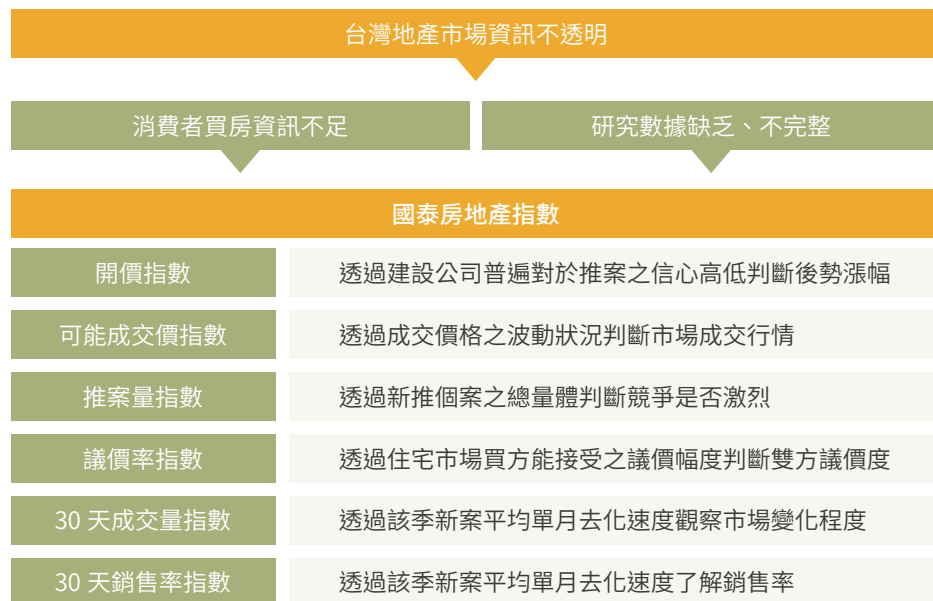 台灣地產市場資訊不透明
消費者買房資訊不足
研究數據缺乏、不完整
國泰房地產指數
開價指數
透過建設公司普遍對於推案之信心高低判斷後勢漲幅
可能成交價指數
透過成交價格之波動狀況判斷市場成交行情
推案量指數
透過新推個案之總量體判斷競爭是否激烈
議價率指數
透過住宅市場買方能接受之議價幅度判斷雙方議價度
30 天成交量指數
透過該季新案平均單月去化速度觀察市場變化程度
30 天銷售率指數
透過該季新案平均單月去化速度了解銷售率